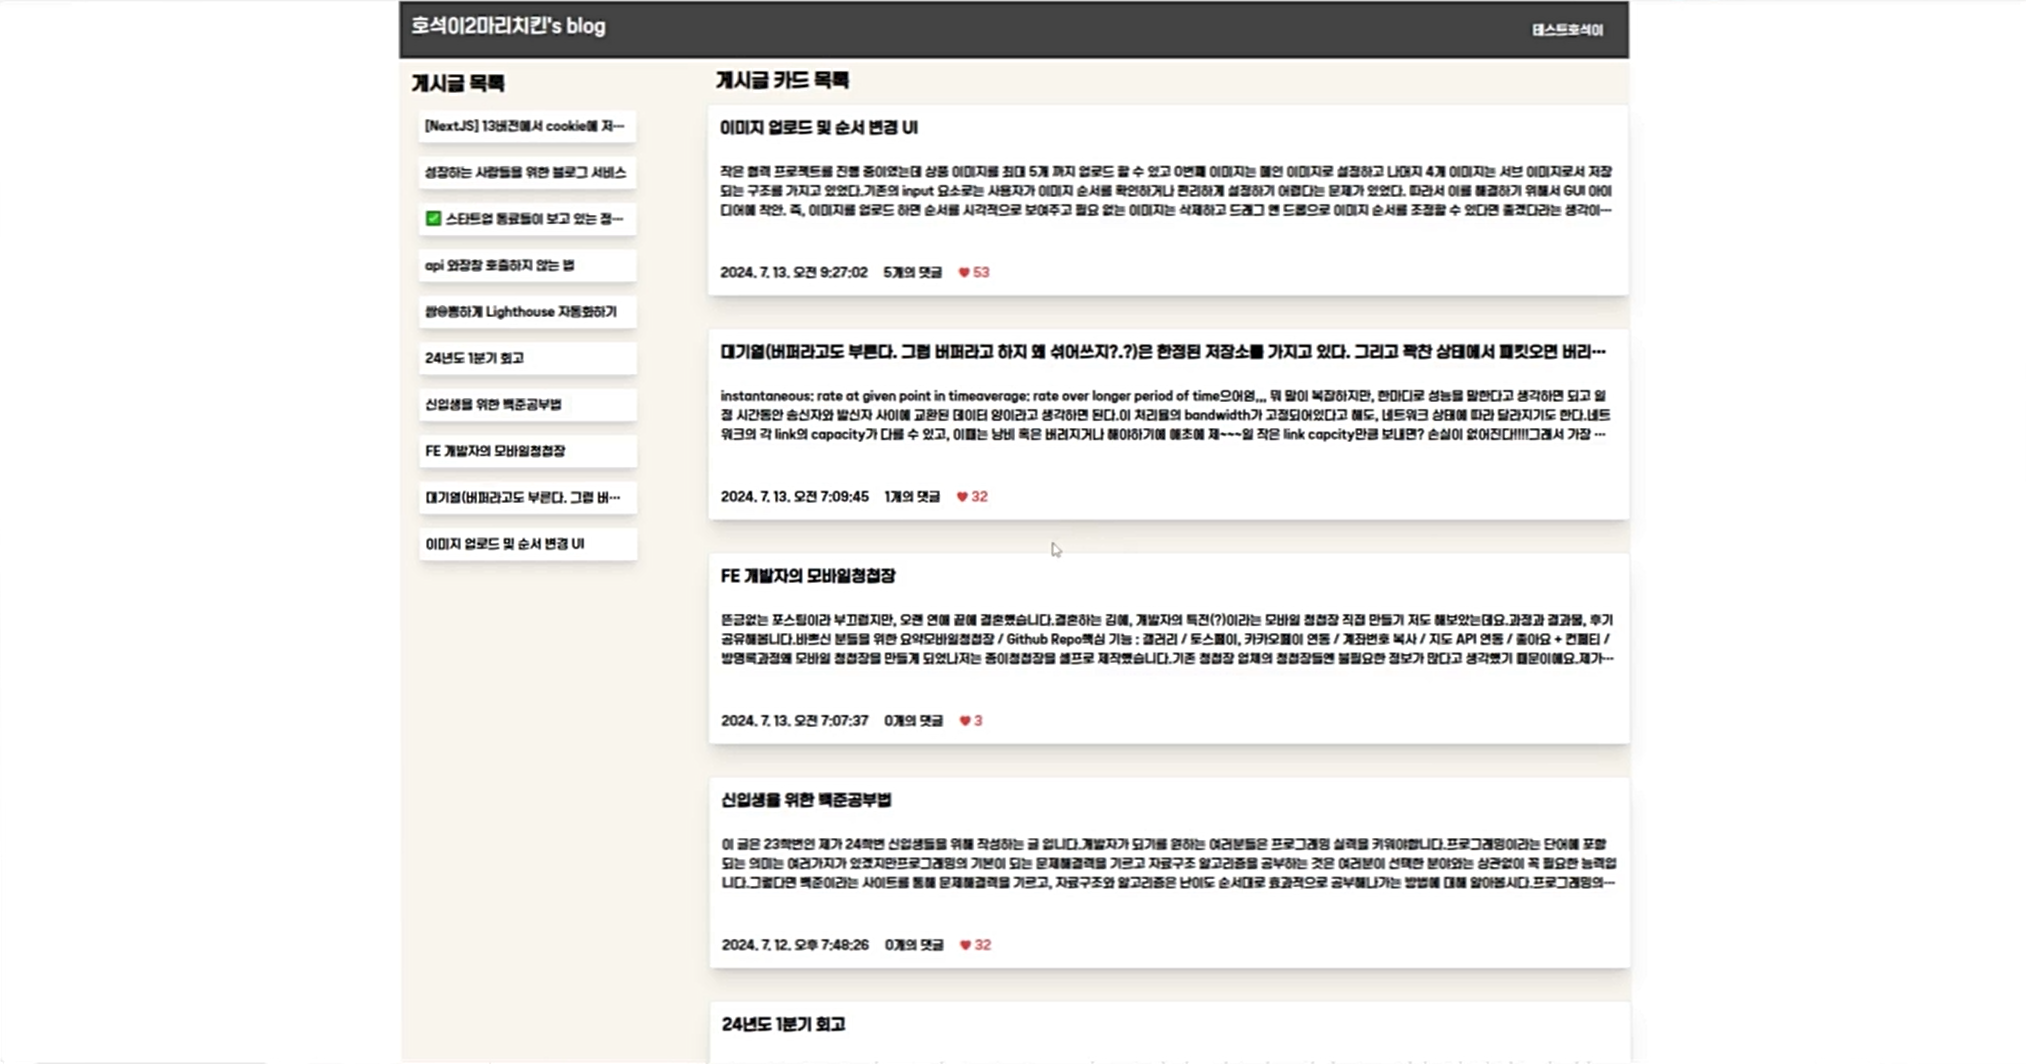 호석이2마리치킨's blog
테스트호석이
게시글 목록
[NextJS] 13버전에서 cookie에 저…
성장하는 사람들을 위한 블로그 서비스
✅ 스타트업 동료들이 보고 있는 정…
api 와장창 호출하지 않는 법
쌈@뽕하게 Lighthouse 자동화하기
24년도 1분기 회고
신입생을 위한 백준공부법
FE 개발자의 모바일청첩장
대기열(버퍼라고도 부른다. 그럼 버…
이미지 업로드 및 순서 변경 UI
게시글 카드 목록
이미지 업로드 및 순서 변경 UI
작은 협력 프로젝트를 진행 중이였는데 상품 이미지를 최대 5개 까지 업로드 할 수 있고 0번째 이미지는 메인 이미지로 설정하고 나머지 4개 이미지는 서브 이미지로서 저장
되는 구조를 가지고 있었다.기존의 input 요소로는 사용자가 이미지 순서를 확인하거나 편리하게 설정하기 어렵다는 문제가 있었다. 따라서 이를 해결하기 위해서 GUI 아이
디어에 착안. 즉, 이미지를 업로드 하면 순서를 시각적으로 보여주고 필요 없는 이미지는 삭제하고 드래그 앤 드롭으로 이미지 순서를 조정할 수 있다면 좋겠다라는 생각이…
2024. 7. 13. 오전 9:27:02 5개의 댓글 ♥ 53
대기열(버퍼라고도 부른다. 그럼 버퍼라고 하지 왜 섞어쓰지?.?)은 한정된 저장소를 가지고 있다. 그리고 꽉찬 상태에서 패킷오면 버리…
instantaneous: rate at given point in timeaverage: rate over longer period of time으어엄,,, 뭐 말이 복잡하지만, 한마디로 성능을 말한다고 생각하면 되고 일
정 시간동안 송신자와 발신자 사이에 교환된 데이터 양이라고 생각하면 된다.이 처리율의 bandwidth가 고정되어있다고 해도, 네트워크 상태에 따라 달라지기도 한다.네트
워크의 각 link의 capacity가 다를 수 있고, 이때는 낭비 혹은 버려지거나 해야하기에 애초에 제~~~일 작은 link capcity만큼 보내면? 손실이 없어진다!!!!그래서 가장 …
2024. 7. 13. 오전 7:09:45 1개의 댓글 ♥ 32
FE 개발자의 모바일청첩장
뜬금없는 포스팅이라 부끄럽지만, 오랜 연애 끝에 결혼했습니다.결혼하는 김에, 개발자의 특전(?)이라는 모바일 청첩장 직접 만들기 저도 해보았는데요.과정과 결과물, 후기
공유해봅니다.바쁘신 분들을 위한 요약모바일청첩장 / Github Repo핵심 기능 : 갤러리 / 토스페이, 카카오페이 연동 / 계좌번호 복사 / 지도 API 연동 / 좋아요 + 컨페티 /
방명록과정왜 모바일 청첩장을 만들게 되었나저는 종이청첩장을 셀프로 제작했습니다.기존 청첩장 업체의 청첩장들엔 불필요한 정보가 많다고 생각했기 때문이에요.제가…
2024. 7. 13. 오전 7:07:37 0개의 댓글 ♥ 3
신입생을 위한 백준공부법
이 글은 23학번인 제가 24학번 신입생들을 위해 작성하는 글 입니다.개발자가 되기를 원하는 여러분들은 프로그래밍 실력을 키워야합니다.프로그래밍이라는 단어에 포함
되는 의미는 여러가지가 있겠지만프로그래밍의 기본이 되는 문제해결력을 기르고 자료구조 알고리즘을 공부하는 것은 여러분이 선택한 분야와는 상관없이 꼭 필요한 능력입
니다.그렇다면 백준이라는 사이트를 통해 문제해결력을 기르고, 자료구조와 알고리즘은 난이도 순서대로 효과적으로 공부해나가는 방법에 대해 알아봅시다.프로그래밍의…
2024. 7. 12. 오후 7:48:26 0개의 댓글 ♥ 32
24년도 1분기 회고